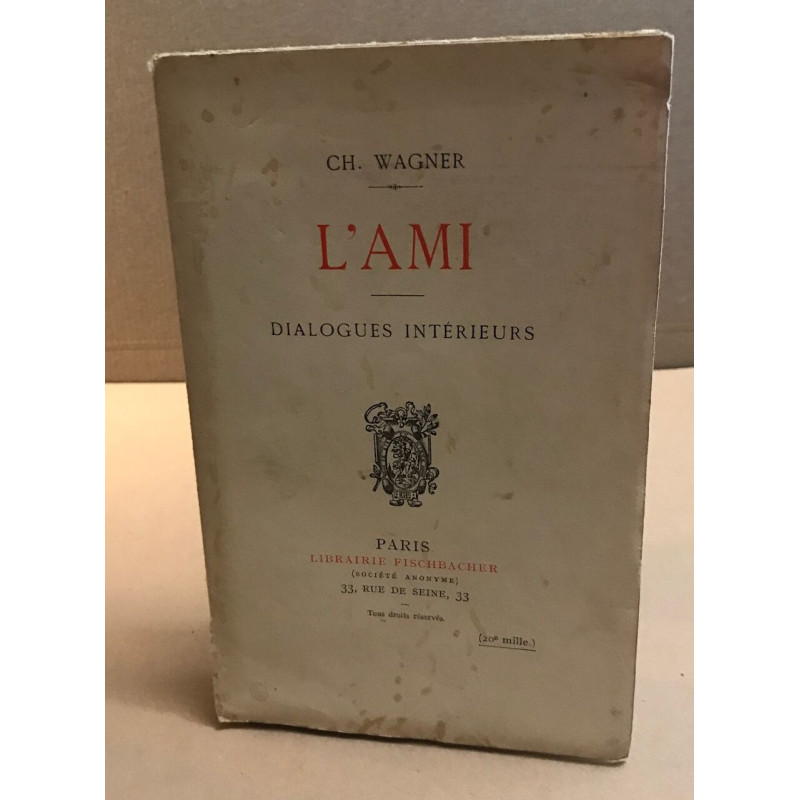 CH. WAGNER
L'AMI
DIALOGUES INTÉRIEURS
PARIS
LIBRAIRIE FISCHBACHER
(SOCIÉTÉ ANONYME)
33, RUE DE SEINE, 33
Tous droits réservés.
(20e mille.)